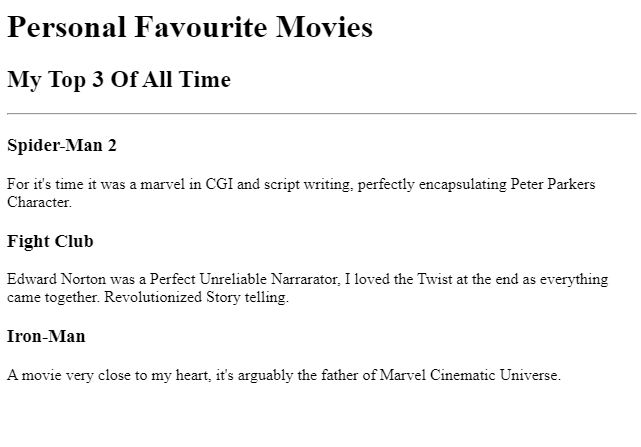 Personal Favourite Movies
My Top 3 Of All Time
Spider-Man 2
For it's time it was a marvel in CGI and script writing, perfectly encapsulating Peter Parkers
Character.
Fight Club
Edward Norton was a Perfect Unreliable Narrarator, I loved the Twist at the end as everything
came together. Revolutionized Story telling.
Iron-Man
A movie very close to my heart, it's arguably the father of Marvel Cinematic Universe.